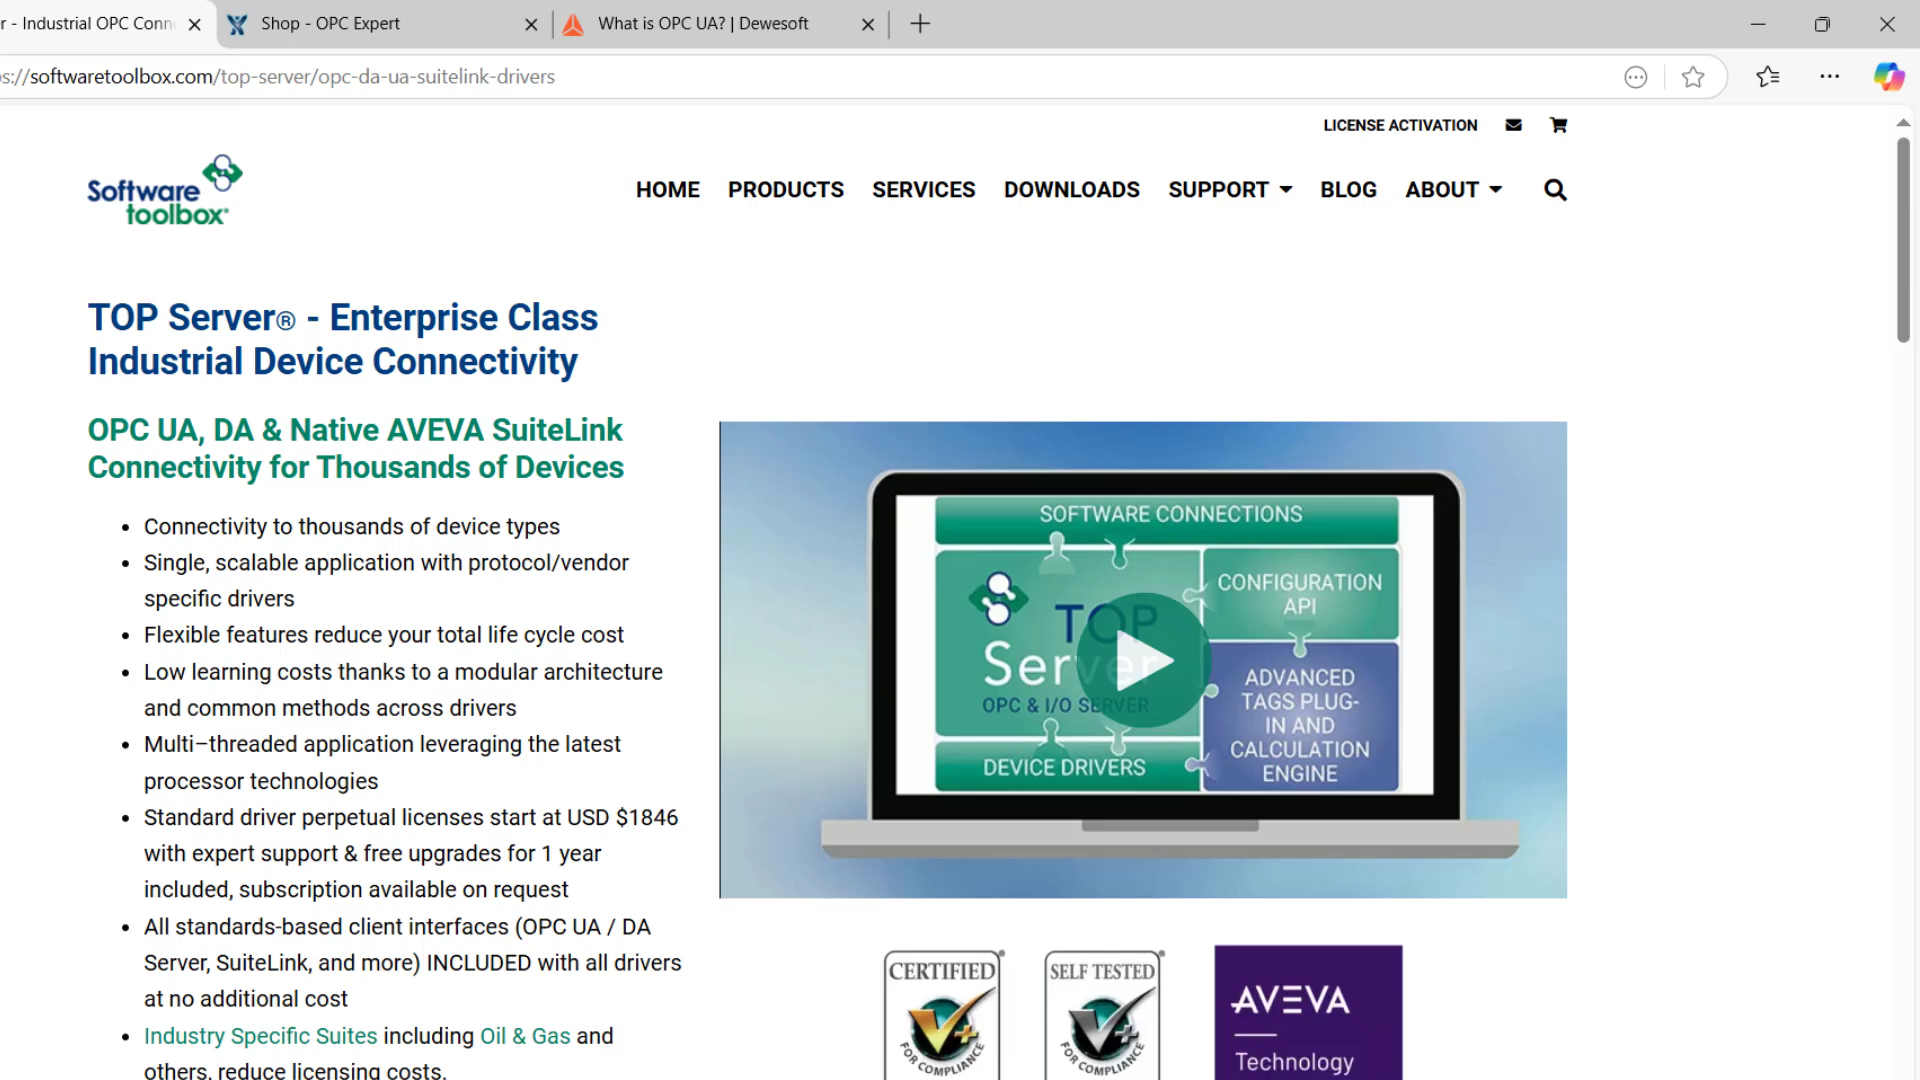 r - Industrial OPC Conn
Shop - OPC Expert
What is OPC UA? | Dewesoft
s://softwaretoolbox.com/top-server/opc-da-ua-suitelink-drivers
LICENSE ACTIVATION
Software
toolbox
HOME PRODUCTS SERVICES DOWNLOADS SUPPORT BLOG ABOUT
TOP Server® - Enterprise Class
Industrial Device Connectivity
OPC UA, DA & Native AVEVA SuiteLink
Connectivity for Thousands of Devices
• Connectivity to thousands of device types
• Single, scalable application with protocol/vendor
specific drivers
• Flexible features reduce your total life cycle cost
• Low learning costs thanks to a modular architecture
and common methods across drivers
• Multi–threaded application leveraging the latest
processor technologies
• Standard driver perpetual licenses start at USD $1846
with expert support & free upgrades for 1 year
included, subscription available on request
• All standards-based client interfaces (OPC UA / DA
Server, SuiteLink, and more) INCLUDED with all drivers
at no additional cost
• Industry Specific Suites including Oil & Gas and
others, reduce licensing costs.
SOFTWARE CONNECTIONS
TOP
Server
OPC & I/O SERVER
CONFIGURATION
API
ADVANCED
TAGS PLUG-
IN AND
CALCULATION
ENGINE
DEVICE DRIVERS
CERTIFIED
FOR COMPLIANCE
SELF TESTED
FOR COMPLIANCE
AVEVA
Technology